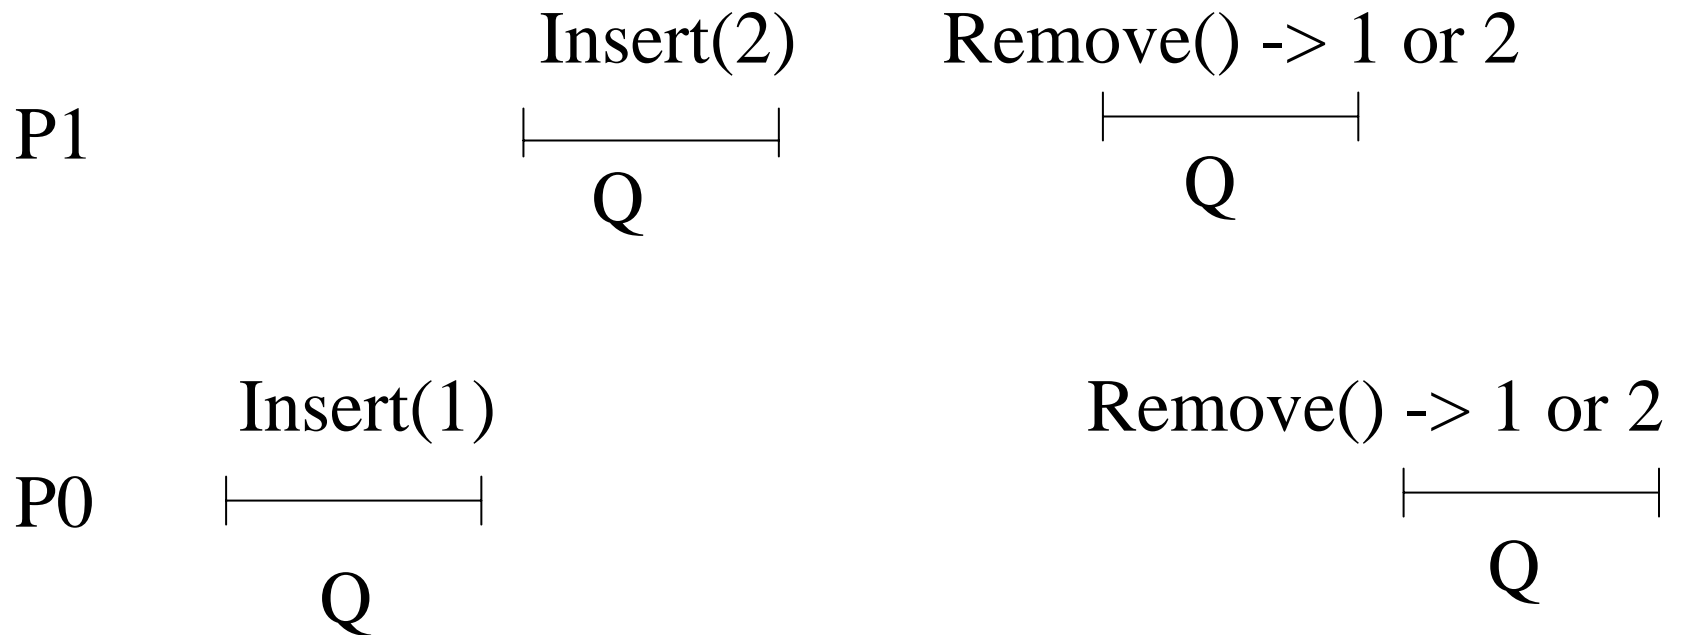 Insert(2) Remove() -> 1 or 2
P1
Q Q
Insert(1) Remove() -> 1 or 2
P0
Q Q